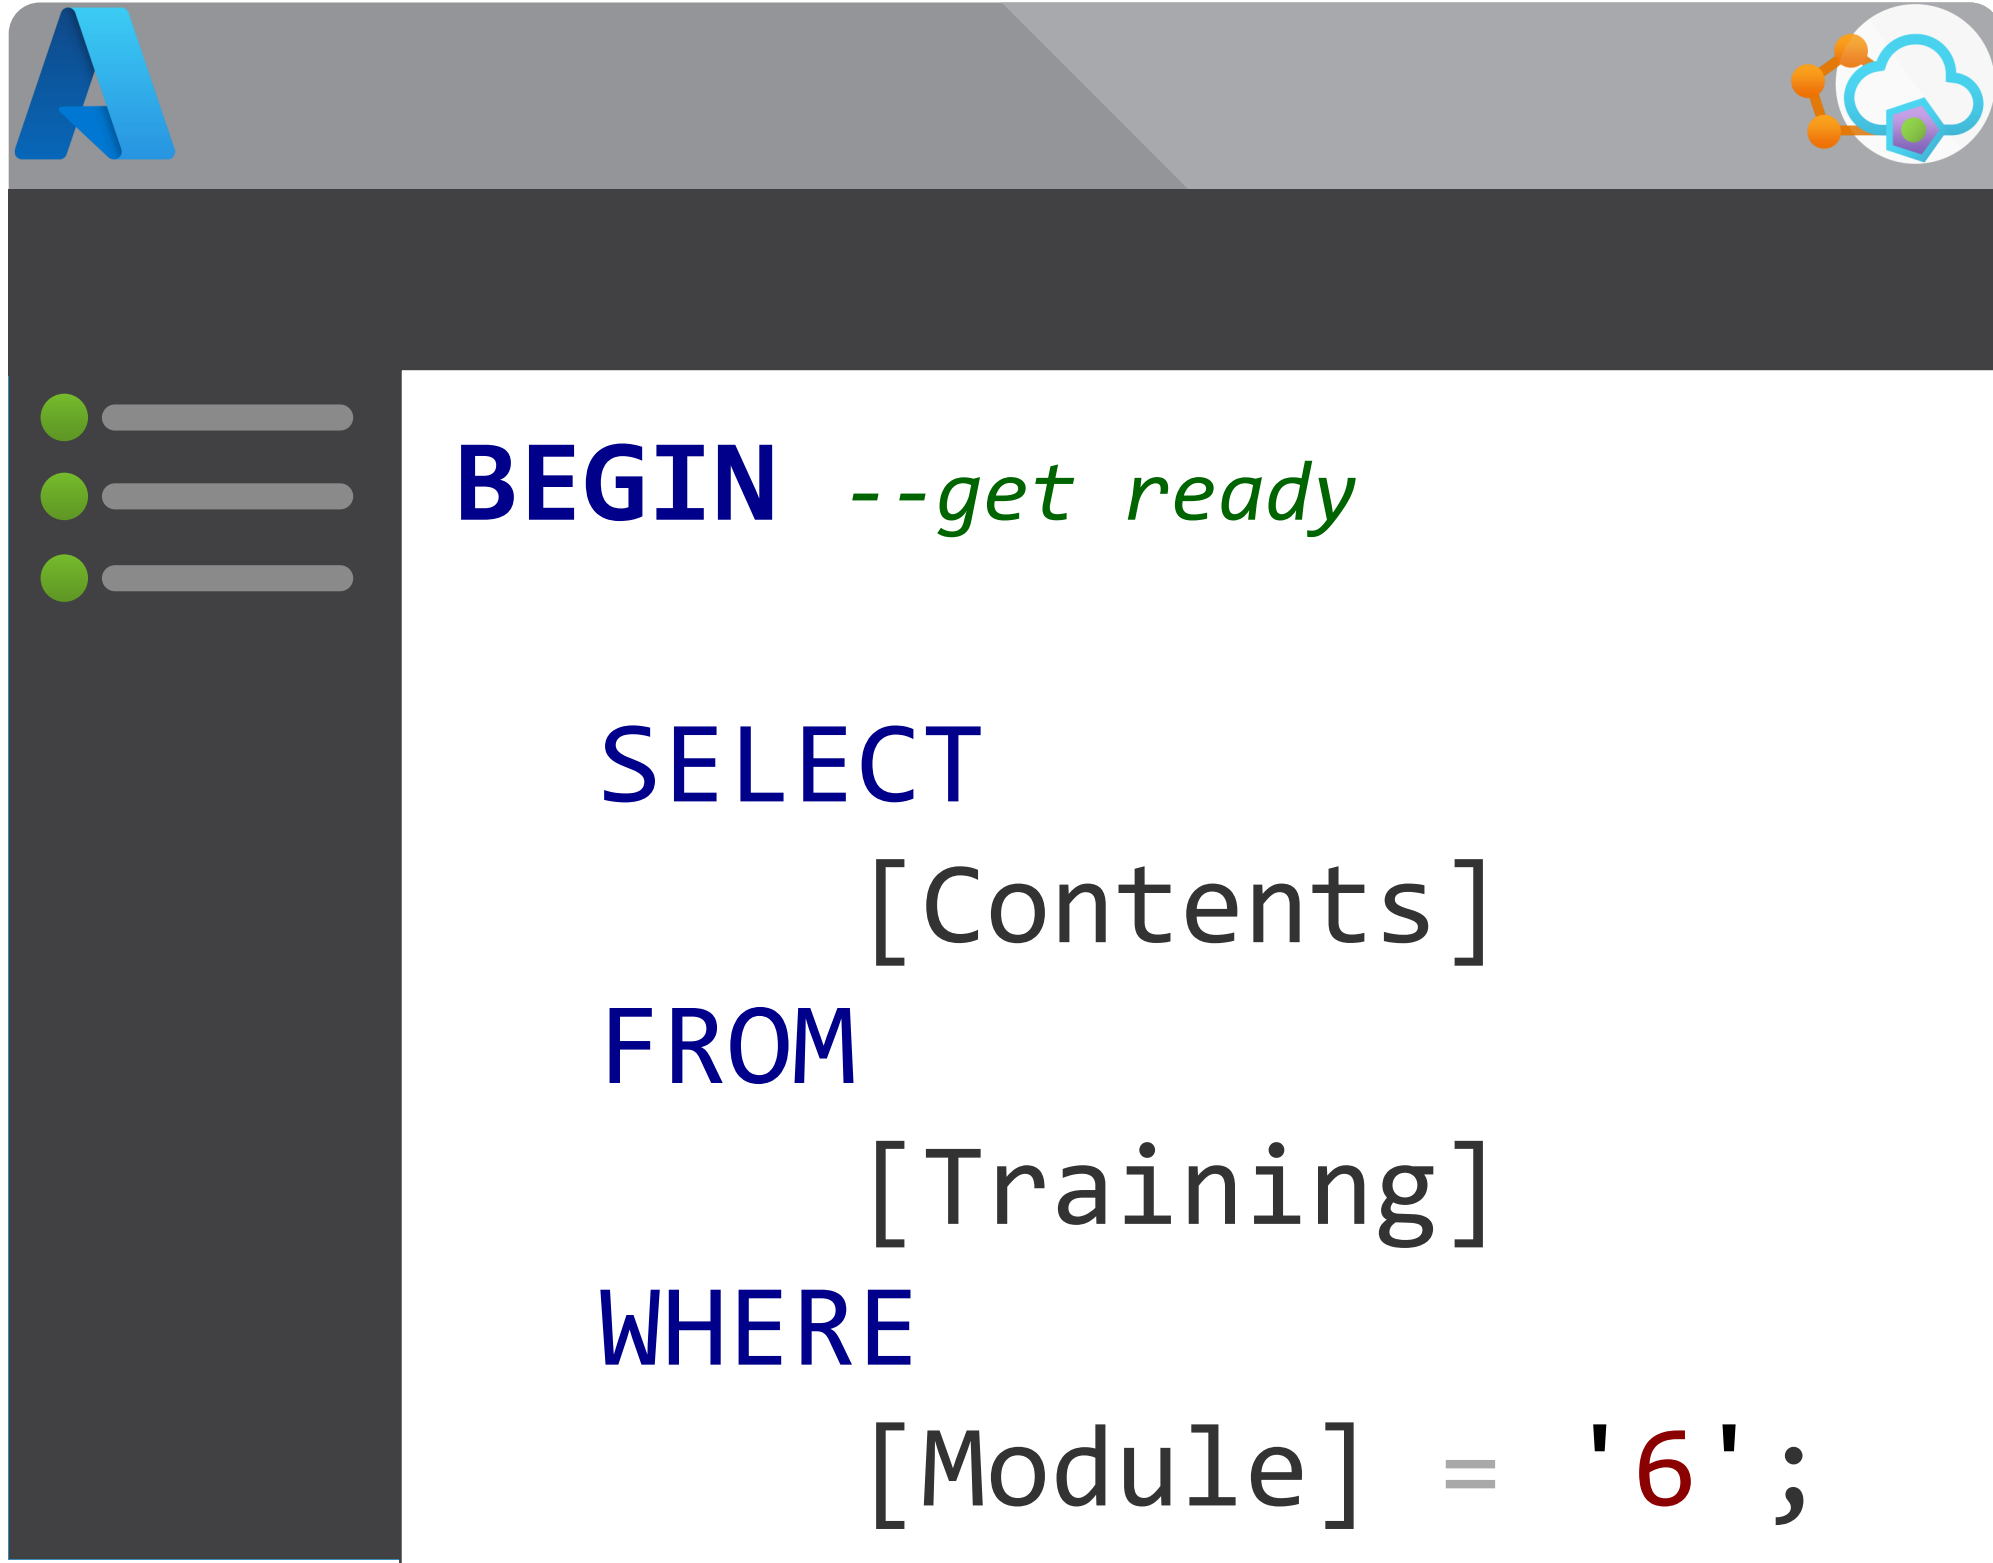 BEGIN --get ready
SELECT
[Contents]
FROM
[Training]
WHERE
[Module] = '6';